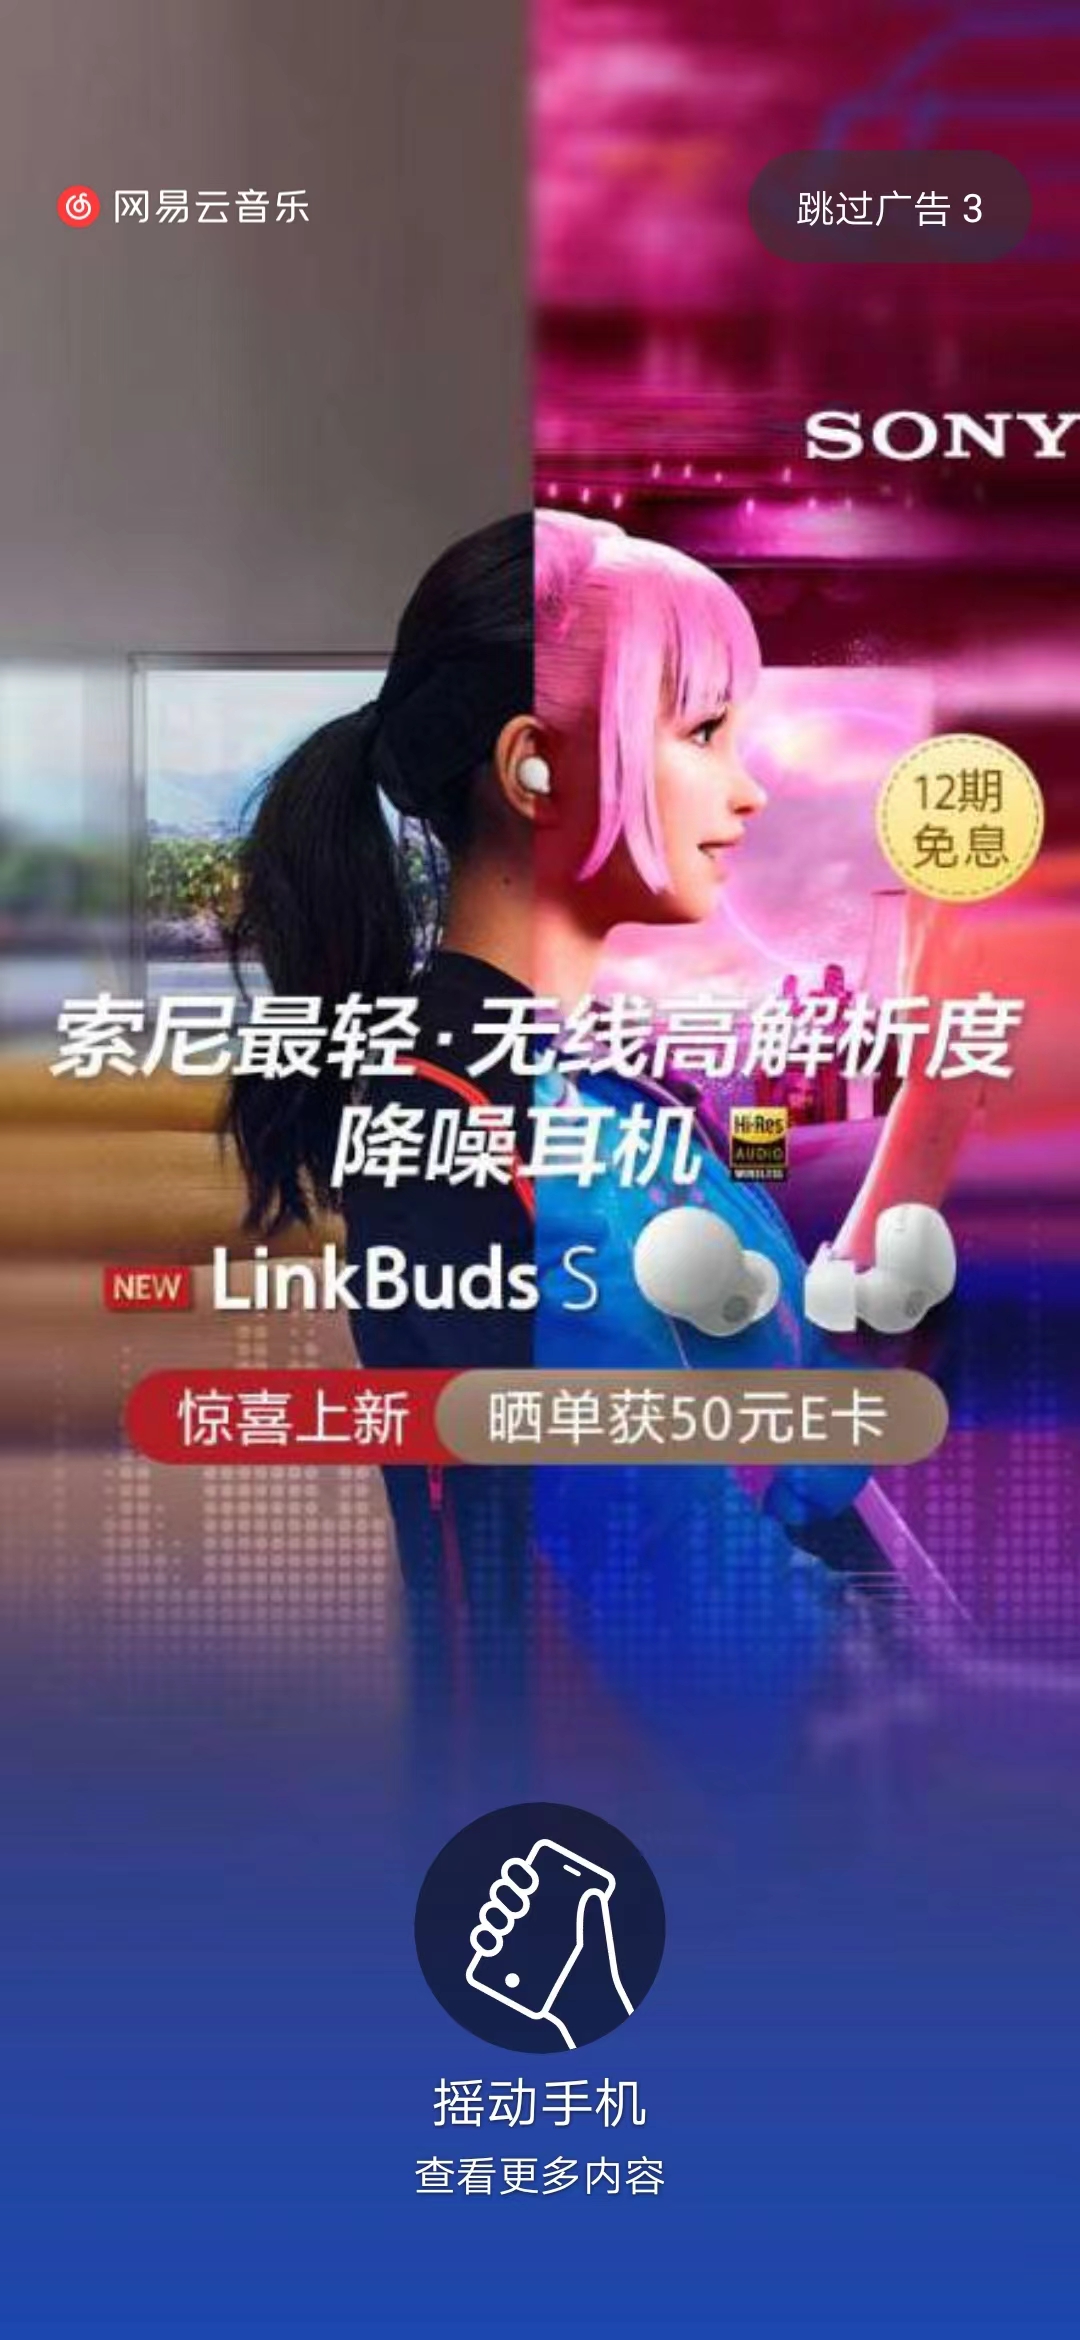 网易云音乐
跳过广告 3
SONY
12期
免息
索尼最轻·无线高解析度
降噪耳机
Hi-Res
AUDIO
WIRELESS
NEW LinkBuds S
惊喜上新 晒单获50元E卡
摇动手机
查看更多内容